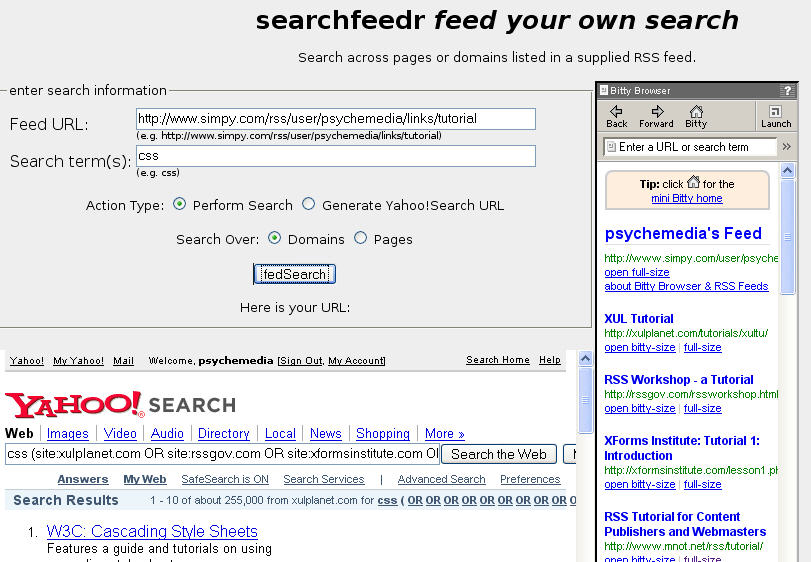 searchfeedr feed your own search
Search across pages or domains listed in a supplied RSS feed.
enter search information
Feed URL: http://www.simpy.com/rss/user/psychemedia/links/tutorial
(e.g. http://www.simpy.com/rss/user/psychemedia/links/tutorial)
Search term(s): css
(e.g. css)
Action Type: Perform Search Generate Yahoo!Search URL
Search Over: Domains Pages
fedSearch
Here is your URL:
Yahoo! My Yahoo! Mail Welcome, psychemedia [Sign Out, My Account] Search Home Help
YAHOO! SEARCH
Web Images Video Audio Directory Local News Shopping More »
css (site:xulplanet.com OR site:rssgov.com OR site:xformsinstitute.com OR Search the Web
Answers My Web SafeSearch is ON Search Services | Advanced Search Preferences
Search Results 1 - 10 of about 255,000 from xulplanet.com for css ( OR OR OR OR OR OR OR OR OR O
1. W3C: Cascading Style Sheets
Features a guide and tutorials on using
Bitty Browser ?
Back Forward Bitty Launch
Enter a URL or search term »
Tip: click for the
mini Bitty home
psychemedia's Feed
http://www.simpy.com/user/psyche
open full-size
about Bitty Browser & RSS Feeds
XUL Tutorial
http://xulplanet.com/tutorials/xultu/
open bitty-size | full-size
RSS Workshop - a Tutorial
http://rssgov.com/rssworkshop.html
open bitty-size | full-size
XForms Institute: Tutorial 1:
Introduction
http://xformsinstitute.com/lesson1.ph
open bitty-size | full-size
RSS Tutorial for Content
Publishers and Webmasters
http://www.mnot.net/rss/tutorial/
open bitty-size | full-size